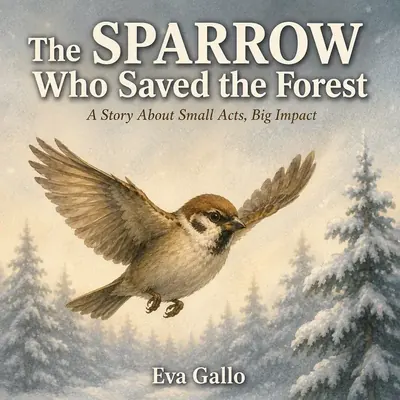 The SPARROW
Who Saved the Forest
A Story About Small Acts, Big Impact
Eva Gallo